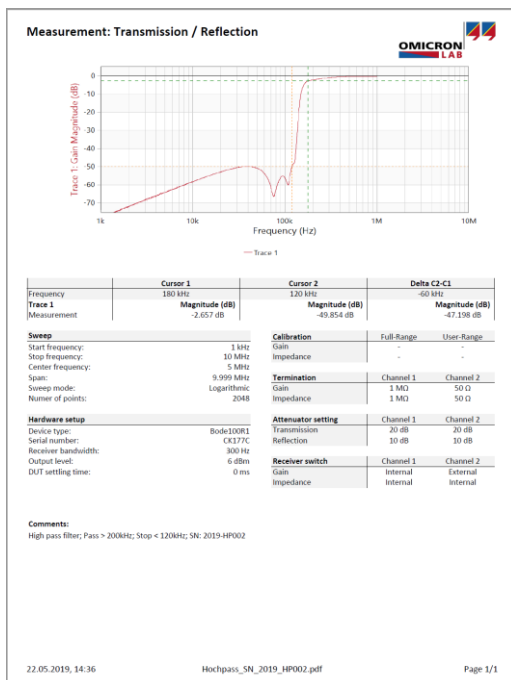 Measurement: Transmission / Reflection
OMICRON
LAB
Trace 1: Gain Magnitude (dB)
0
-10
-20
-30
-40
-50
-60
-70
1k 10k 100k 1M 10M
Frequency (Hz)
Trace 1
Cursor 1 Cursor 2 Delta C2-C1
Frequency 180 kHz 120 kHz -60 kHz
Trace 1 Magnitude (dB) Magnitude (dB) Magnitude (dB)
Measurement -2.657 dB -49.854 dB -47.198 dB
Sweep
Start frequency: 1 kHz
Stop frequency: 10 MHz
Center frequency: 5 MHz
Span: 9.999 MHz
Sweep mode: Logarithmic
Numer of points: 2048
Hardware setup
Device type: Bode100R1
Serial number: CK177C
Receiver bandwidth: 300 Hz
Output level: 6 dBm
DUT settling time: 0 ms
Calibration Full-Range User-Range
Gain - -
Impedance - -
Termination Channel 1 Channel 2
Gain 1 MΩ 50 Ω
Impedance 1 MΩ 50 Ω
Attenuator setting Channel 1 Channel 2
Transmission 20 dB 20 dB
Reflection 10 dB 10 dB
Receiver switch Channel 1 Channel 2
Gain Internal External
Impedance Internal Internal
Comments:
High pass filter; Pass > 200kHz; Stop < 120kHz; SN: 2019-HP002
22.05.2019, 14:36 Hochpass_SN_2019_HP002.pdf Page 1/1